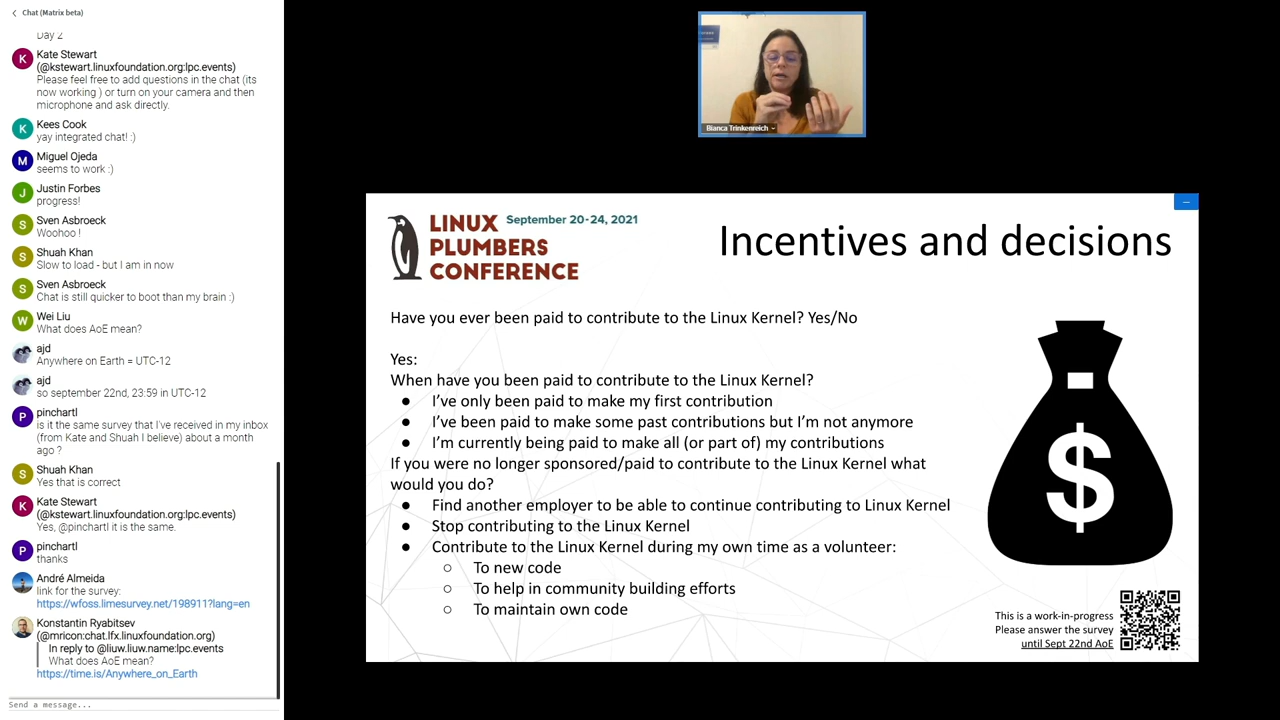 Chat (Matrix beta)
Day 2
K
Kate Stewart
(@kstewart.linuxfoundation.org:lpc.events)
Please feel free to add questions in the chat (its
now working ) or turn on your camera and then
microphone and ask directly.
K
Kees Cook
yay integrated chat! :)
M
Miguel Ojeda
seems to work :)
J
Justin Forbes
progress!
S
Sven Asbroeck
Woohoo !
S
Shuah Khan
Slow to load - but I am in now
S
Sven Asbroeck
Chat is still quicker to boot than my brain :)
W
Wei Liu
What does AoE mean?
ajd
Anywhere on Earth = UTC-12
ajd
so september 22nd, 23:59 in UTC-12
P
pinchartl
is it the same survey that I've received in my inbox
(from Kate and Shuah I believe) about a month
ago ?
S
Shuah Khan
Yes that is correct
K
Kate Stewart
(@kstewart.linuxfoundation.org:lpc.events)
Yes, @pinchartl it is the same.
P
pinchartl
thanks
André Almeida
link for the survey:
https://wfoss.limesurvey.net/198911?lang=en
Konstantin Ryabitsev
(@mricon:chat.lfx.linuxfoundation.org)
In reply to @liuw.liuw.name:lpc.events
What does AoE mean?
https://time.is/Anywhere_on_Earth
Send a message...
Bianca Trinkenreich
LINUX September 20-24, 2021
PLUMBERS
CONFERENCE
Incentives and decisions
Have you ever been paid to contribute to the Linux Kernel? Yes/No
Yes:
When have you been paid to contribute to the Linux Kernel?
● I've only been paid to make my first contribution
● I've been paid to make some past contributions but I'm not anymore
● I'm currently being paid to make all (or part of) my contributions
If you were no longer sponsored/paid to contribute to the Linux Kernel what
would you do?
● Find another employer to be able to continue contributing to Linux Kernel
● Stop contributing to the Linux Kernel
● Contribute to the Linux Kernel during my own time as a volunteer:
○ To new code
○ To help in community building efforts
○ To maintain own code
$
This is a work-in-progress
Please answer the survey
until Sept 22nd AoE